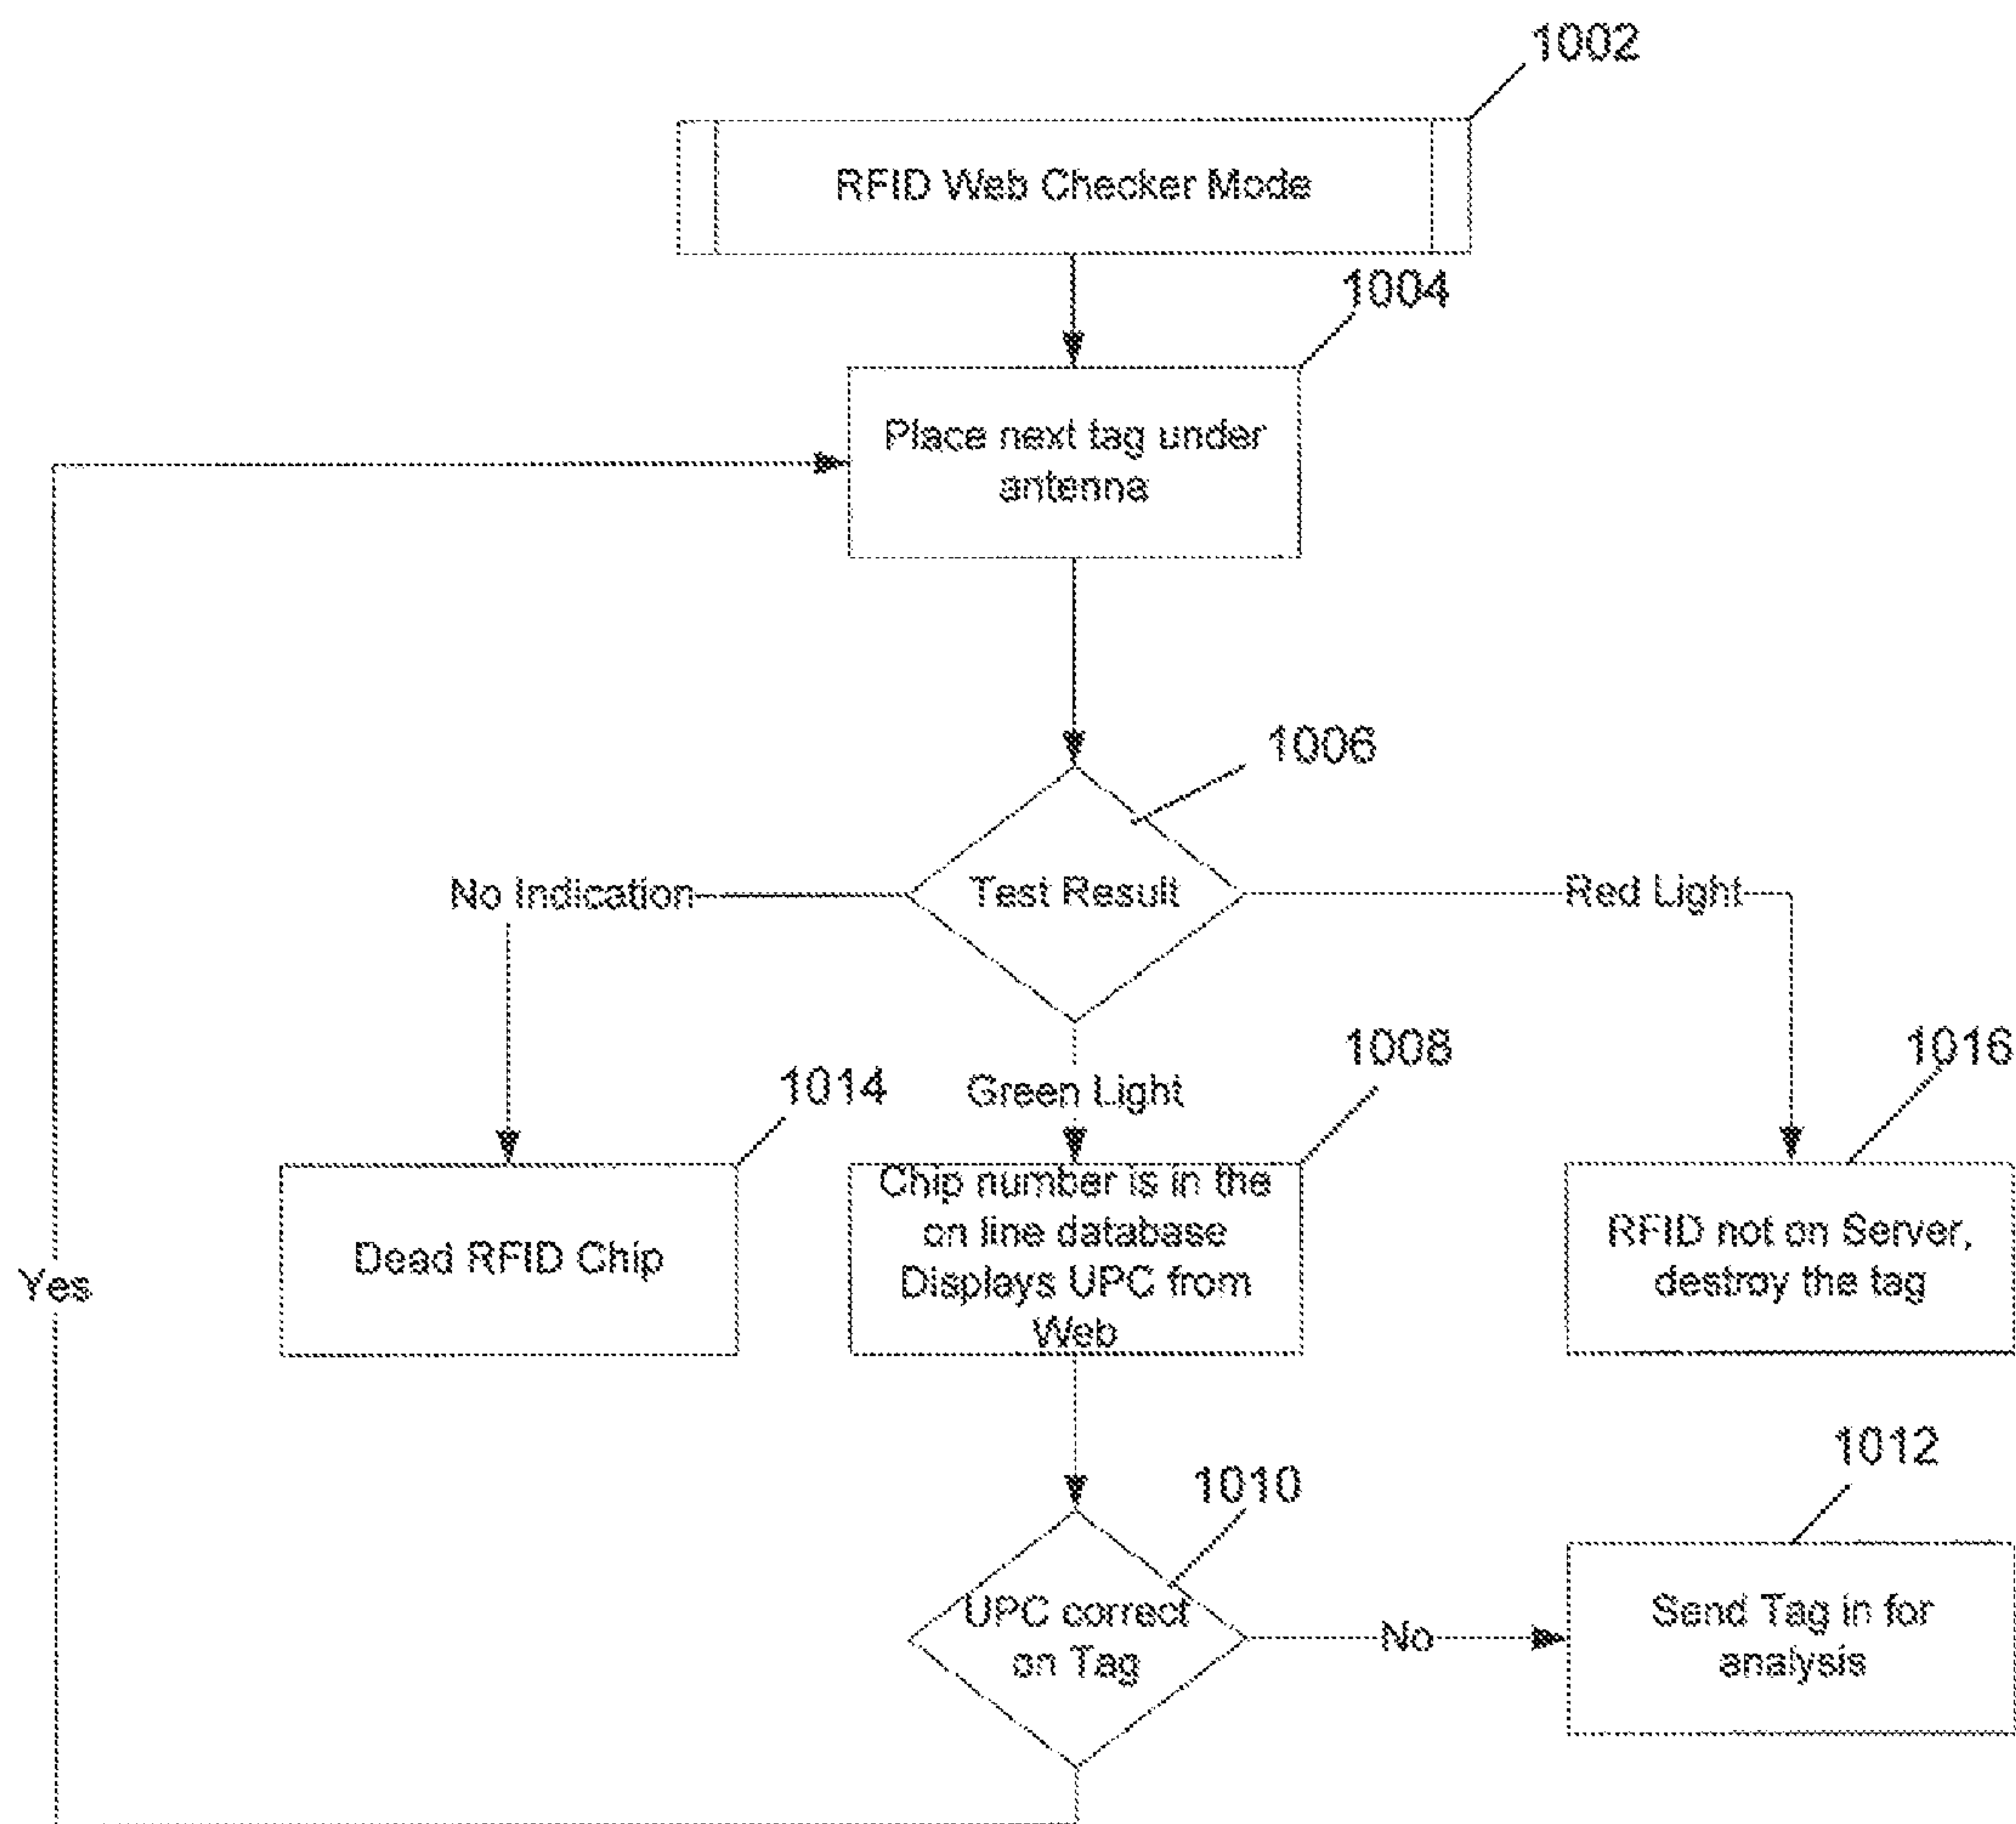 1002
RFID Web Checker Mode
1004
Place next tag under
antenna
1006
Test Result
No Indication
Red Light
Green Light
1014
1008
1016
Dead RFID Chip
Chip number is in the
on line database
Displays UPC from
Web
RFID not on Server,
destroy the tag
Yes
1010
1012
UPC correct
on Tag
No
Send Tag in for
analysis